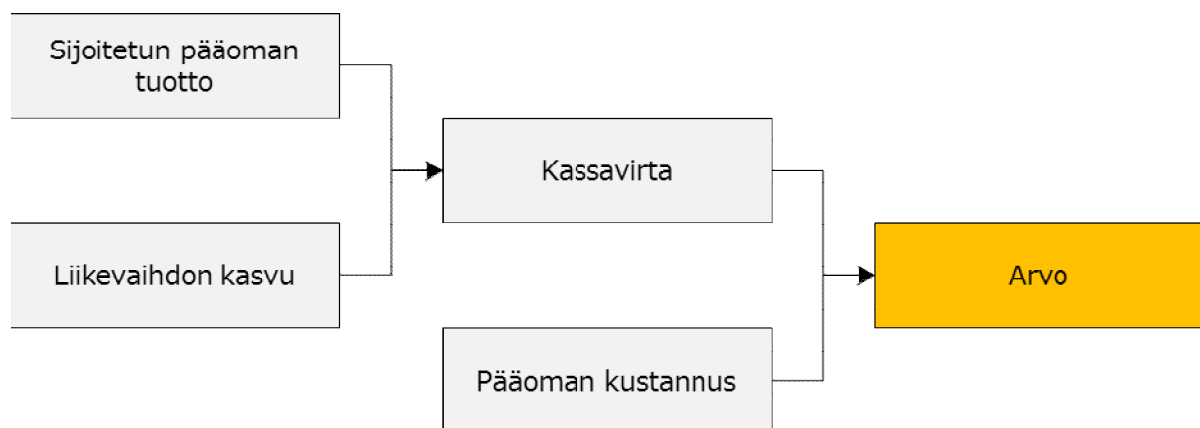 Sijoitetun pääoman
tuotto
Kassavirta
Liikevaihdon kasvu
Arvo
Pääoman kustannus